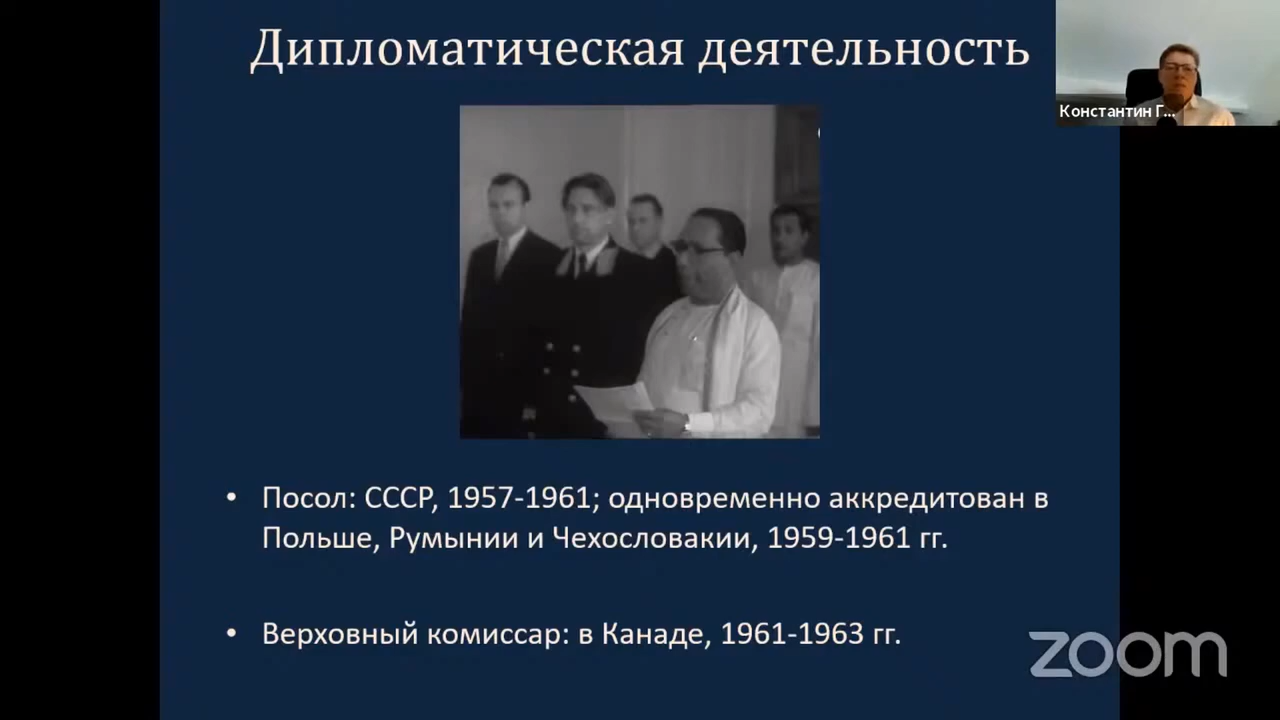 Дипломатическая деятельность
Константин Г...
• Посол: СССР, 1957-1961; одновременно аккредитован в
Польше, Румынии и Чехословакии, 1959-1961 гг.
• Верховный комиссар: в Канаде, 1961-1963 гг.
zoom